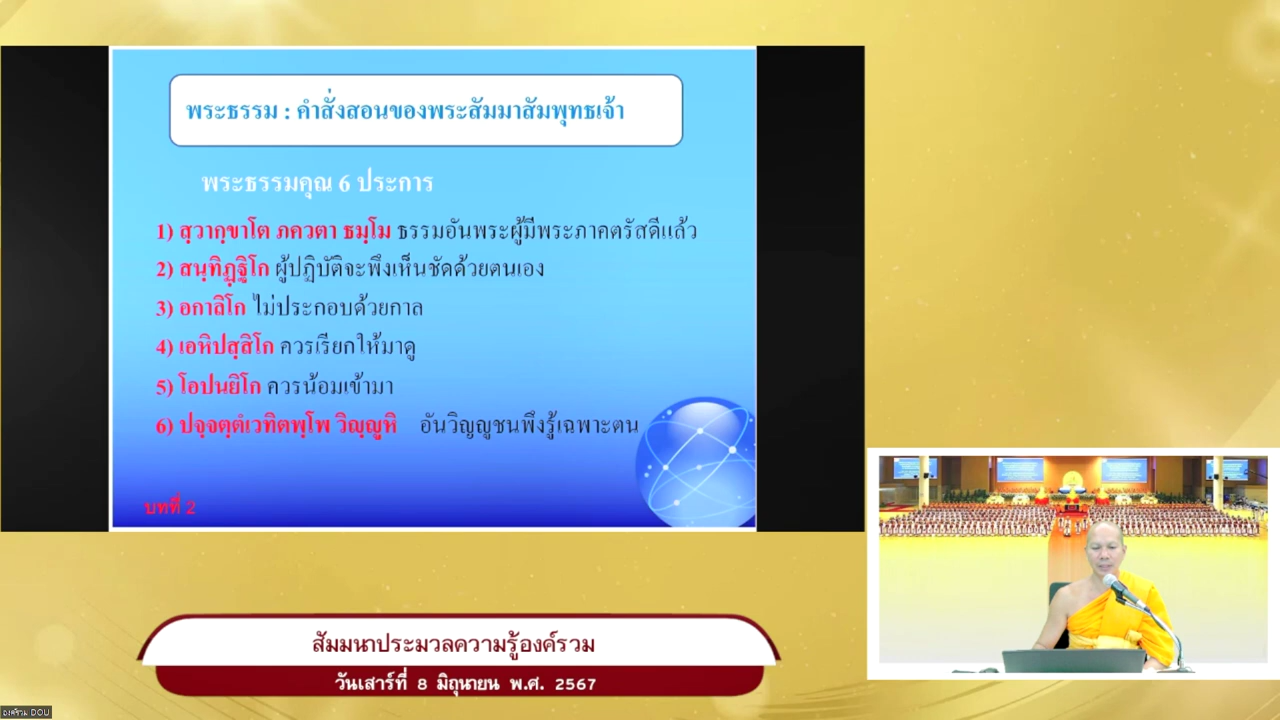 พระธรรม : คำสั่งสอนของพระสัมมาสัมพุทธเจ้า
พระธรรมคุณ 6 ประการ
1) สฺวากฺขาโต ภควตา ธมฺโม ธรรมอันพระผู้มีพระภาคตรัสดีแล้ว
2) สนฺทิฏฺฐิโก ผู้ปฏิบัติจะพึงเห็นชัดด้วยตนเอง
3) อกาลิโก ไม่ประกอบด้วยกาล
4) เอหิปสฺสิโก ควรเรียกให้มาดู
5) โอปนยิโก ควรน้อมเข้ามา
6) ปจฺจตฺตํเวทิตพฺโพ วิญฺญูหิ อันวิญญูชนพึงรู้เฉพาะตน
บทที่ 2
สัมมนาประมวลความรู้องค์รวม
วันเสาร์ที่ 8 มิถุนายน พ.ศ. 2567
องค์รวม DOU